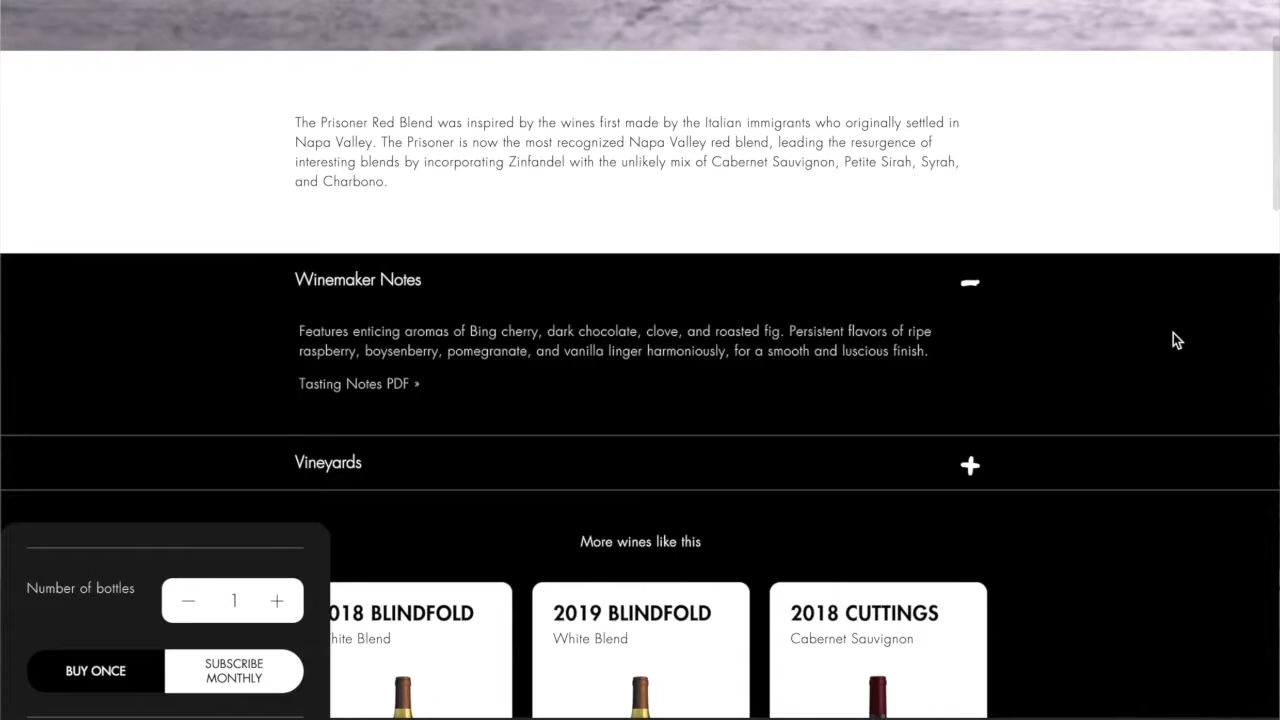 The Prisoner Red Blend was inspired by the wines first made by the Italian immigrants who originally settled in
Napa Valley. The Prisoner is now the most recognized Napa Valley red blend, leading the resurgence of
interesting blends by incorporating Zinfandel with the unlikely mix of Cabernet Sauvignon, Petite Sirah, Syrah,
and Charbono.
Winemaker Notes
Features enticing aromas of Bing cherry, dark chocolate, clove, and roasted fig. Persistent flavors of ripe
raspberry, boysenberry, pomegranate, and vanilla linger harmoniously, for a smooth and luscious finish.
Tasting Notes PDF »
Vineyards
More wines like this
Number of bottles
1
BUY ONCE
SUBSCRIBE
MONTHLY
018 BLINDFOLD
hite Blend
2019 BLINDFOLD
White Blend
2018 CUTTINGS
Cabernet Sauvignon